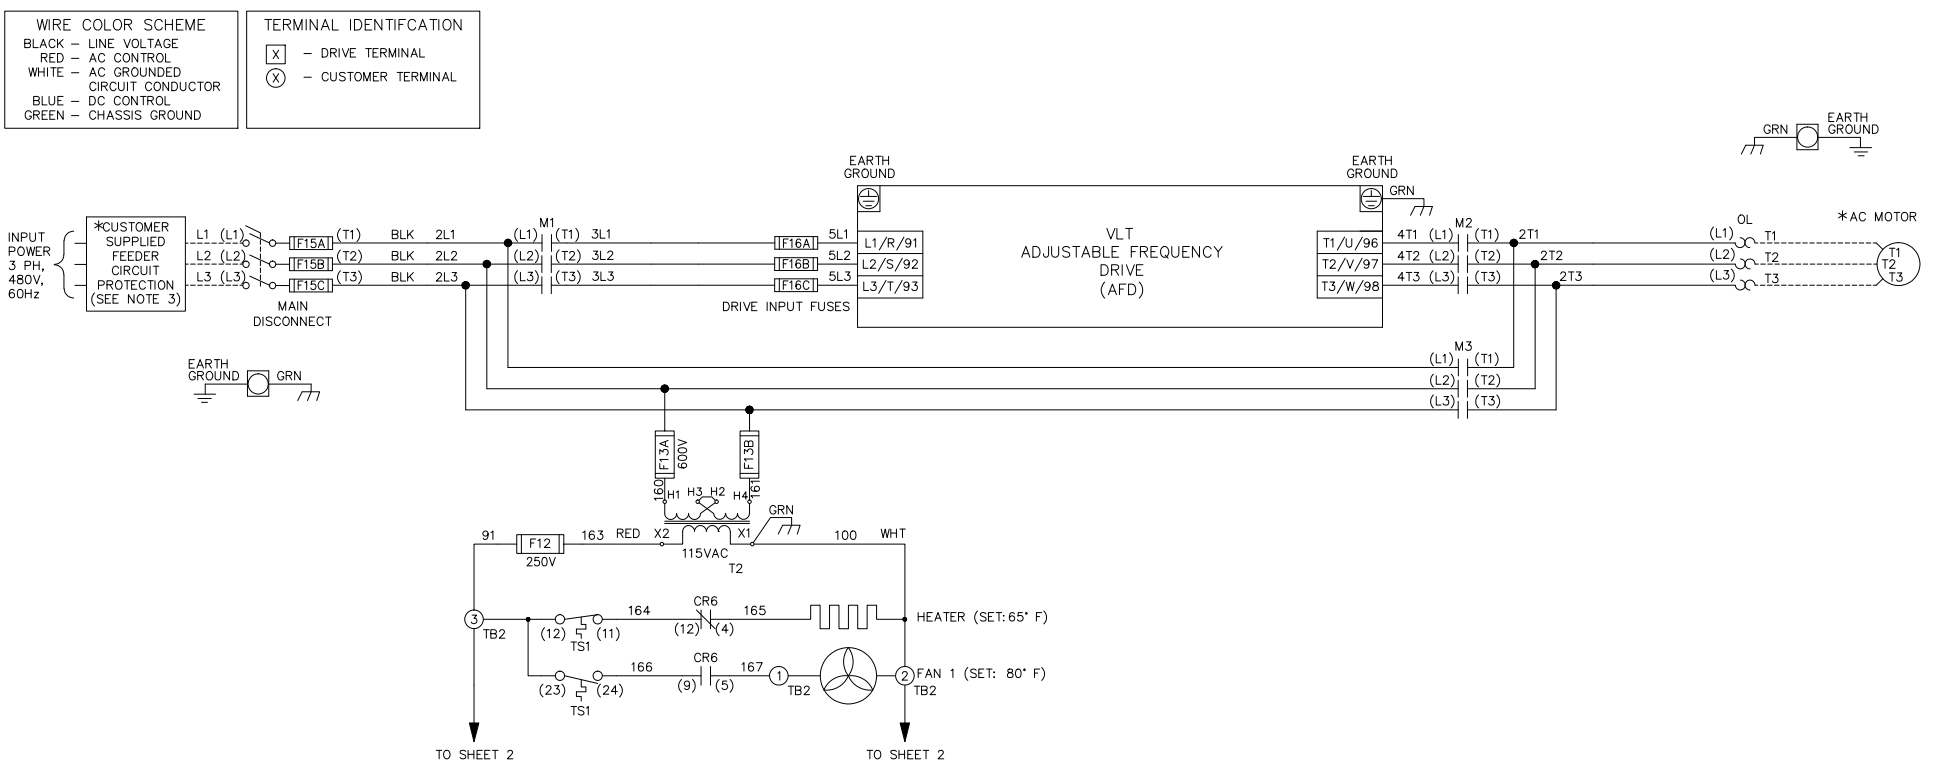 WIRE COLOR SCHEME
BLACK – LINE VOLTAGE
RED – AC CONTROL
WHITE – AC GROUNDED
CIRCUIT CONDUCTOR
BLUE – DC CONTROL
GREEN – CHASSIS GROUND
TERMINAL IDENTIFCATION
X – DRIVE TERMINAL
X – CUSTOMER TERMINAL
GRN
EARTH
GROUND
EARTH
GROUND
EARTH
GROUND
GRN
INPUT
POWER
3 PH,
480V,
60Hz
*CUSTOMER
SUPPLIED
FEEDER
CIRCUIT
PROTECTION
(SEE NOTE 3)
L1 (L1) F15A (T1) BLK 2L1 (L1) M1 (T1) 3L1 F16A 5L1 L1/R/91
L2 (L2) F15B (T2) BLK 2L2 (L2) (T2) 3L2 F16B 5L2 L2/S/92
L3 (L3) F15C (T3) BLK 2L3 (L3) (T3) 3L3 F16C 5L3 L3/T/93
MAIN
DISCONNECT
DRIVE INPUT FUSES
VLT
ADJUSTABLE FREQUENCY
DRIVE
(AFD)
T1/U/96 4T1 (L1) M2 (T1) 2T1 (L1) OL T1
T2/V/97 4T2 (L2) (T2) 2T2 (L2) T2
T3/W/98 4T3 (L3) (T3) 2T3 (L3) T3
*AC MOTOR
T1
T2
T3
EARTH
GROUND
GRN
M3
(L1) (T1)
(L2) (T2)
(L3) (T3)
F13A
600V
F13B
160 H1 H3 H2 H4 161
GRN
91 F12 163 RED X2 X1 100 WHT
250V
115VAC
T2
3
TB2
164 CR6 165
(12) (11) (12) (4)
TS1
HEATER (SET:65° F)
166 CR6 167 1 2
(23) (24) (9) (5) TB2 TB2
TS1
FAN 1 (SET: 80° F)
TO SHEET 2
TO SHEET 2